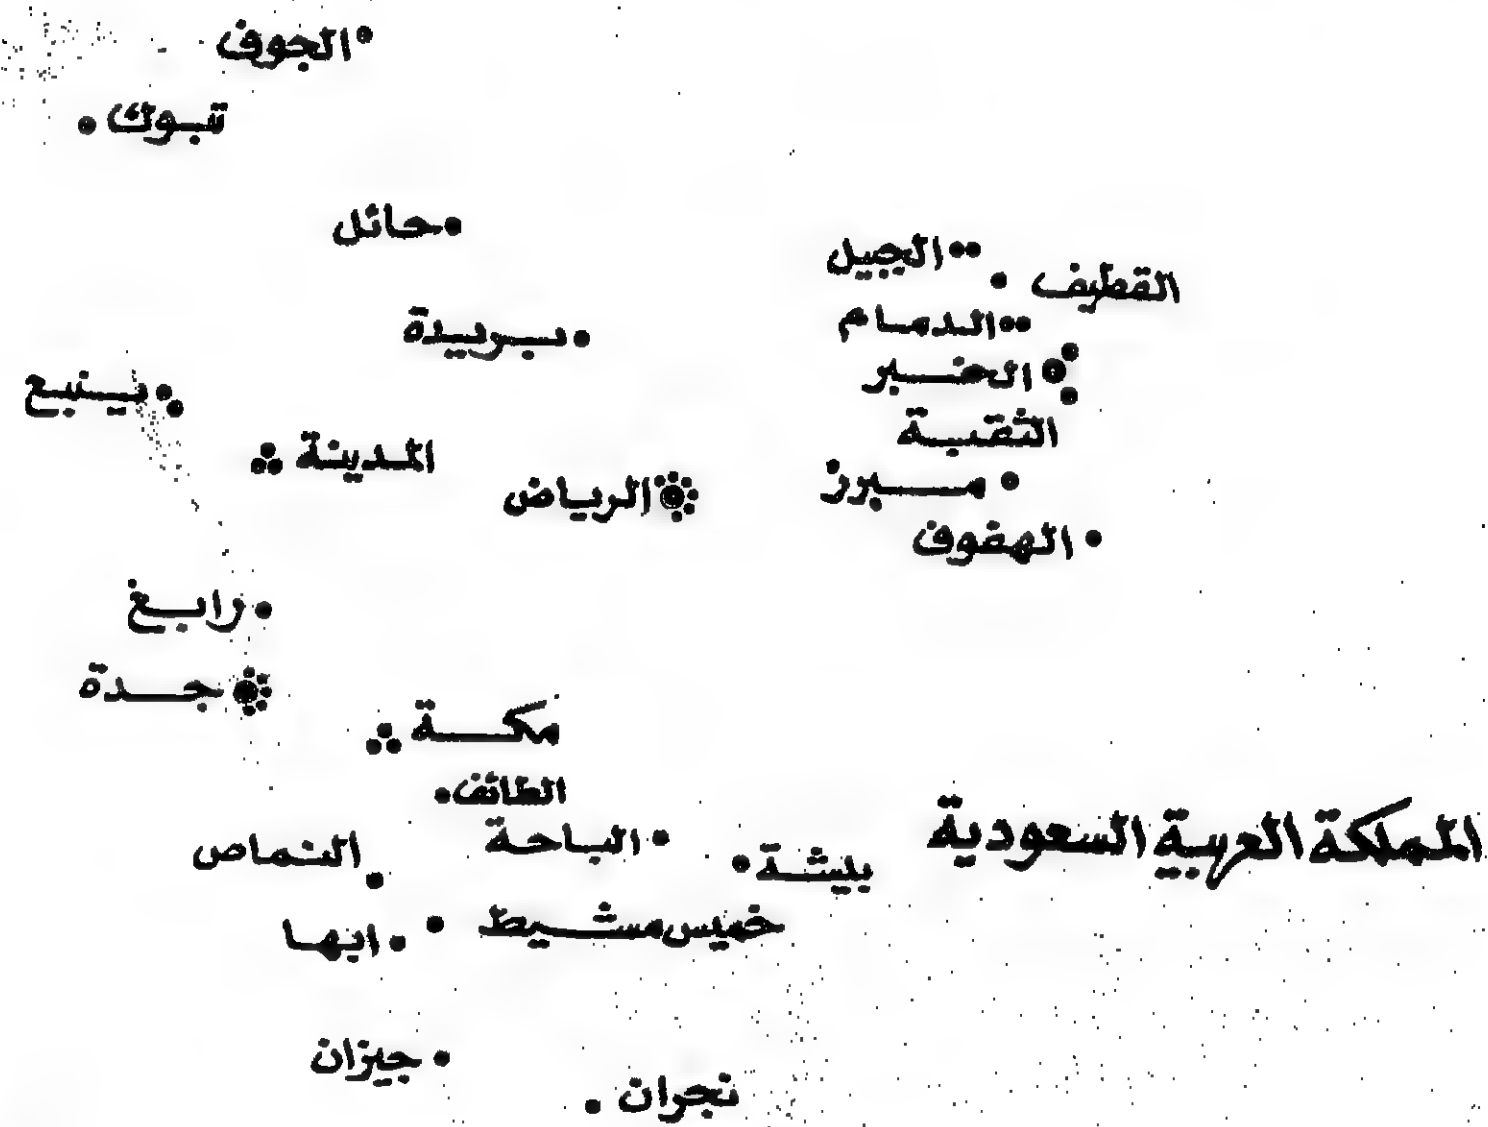 الجوف
تبوك
حائل
الجبيل
القطيف
بريدة
الدمام
الخبر
ينبع
الثقبة
المدينة
الرياض
مبرز
الهفوف
رابغ
جدة
مكة
الطائف
المملكة العربية السعودية
الباحة
النماص
بيشة
خميس مشيط
ابها
جيزان
نجران